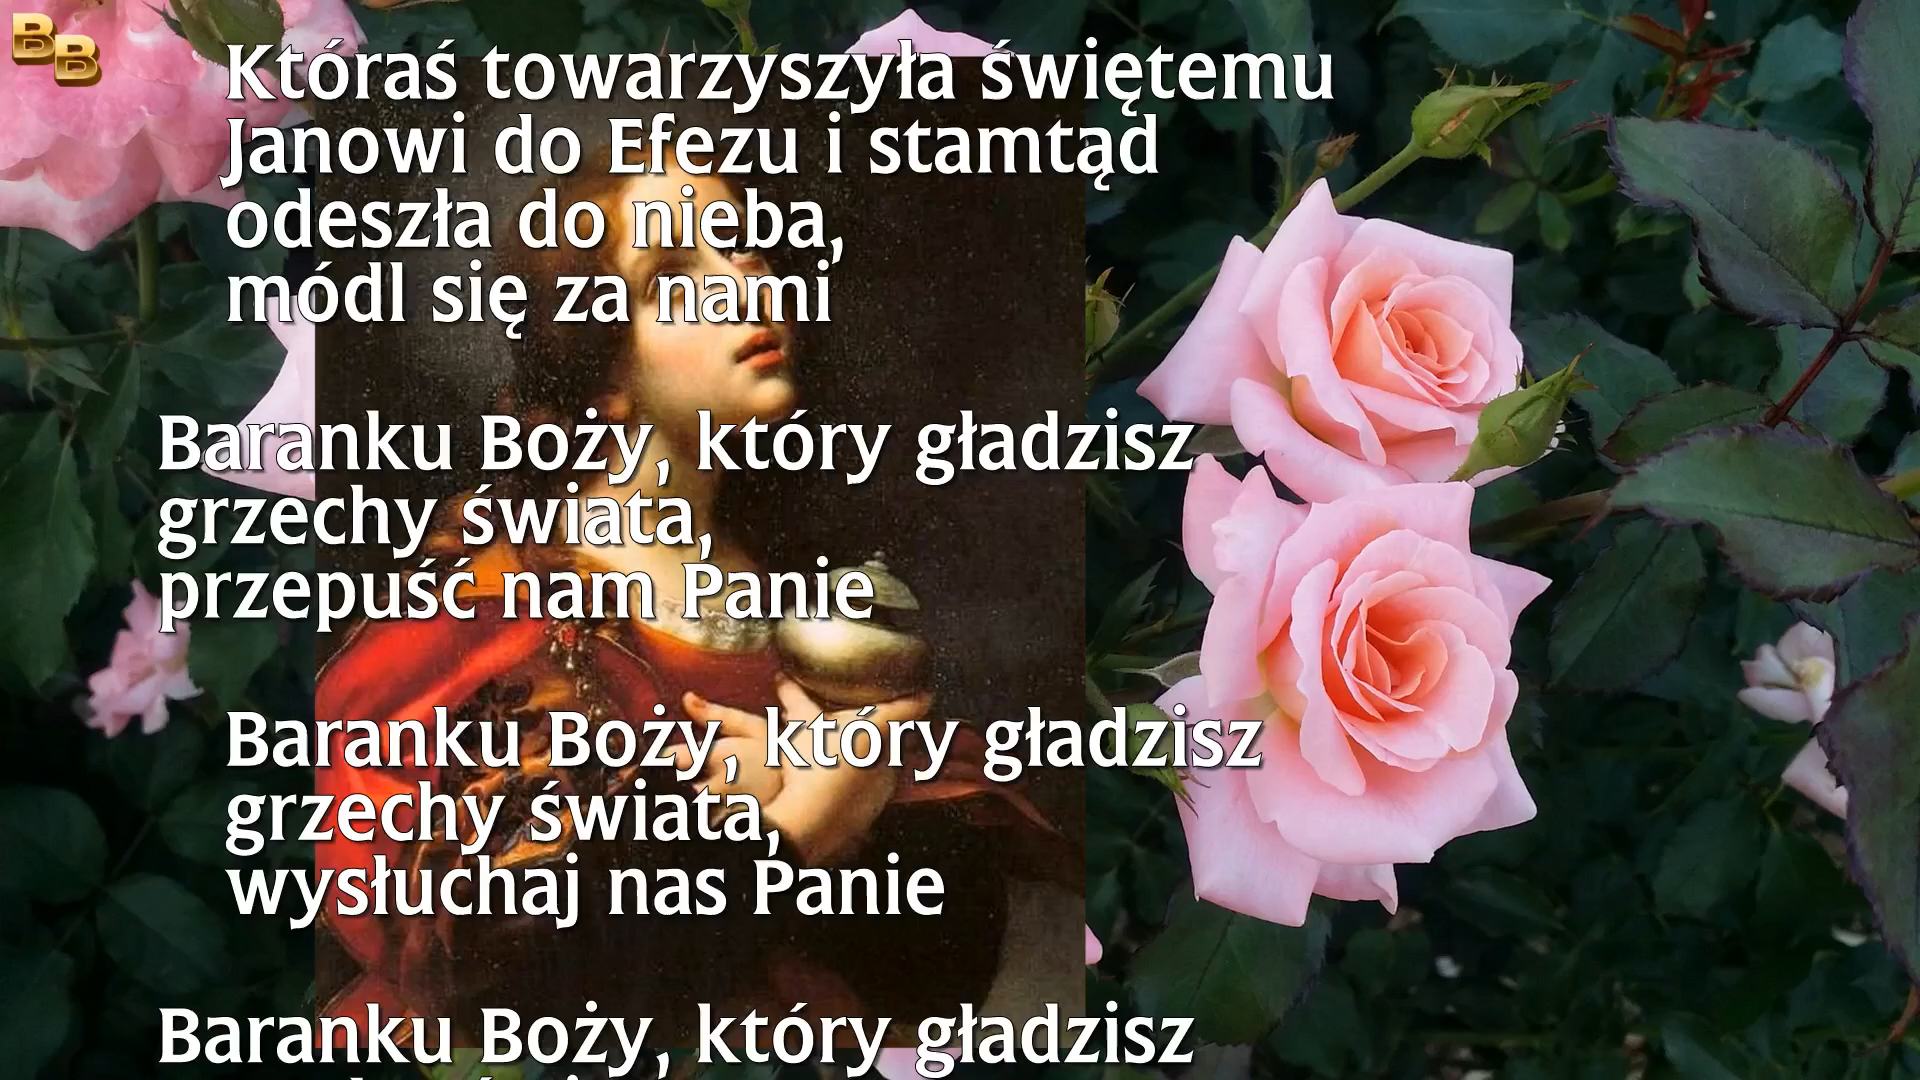 BB
Któraś towarzyszyła świętemu
Janowi do Efezu i stamtąd
odeszła do nieba,
módl się za nami
Baranku Boży, który gładzisz
grzechy świata,
przepuść nam Panie
Baranku Boży, który gładzisz
grzechy świata,
wysłuchaj nas Panie
Baranku Boży, który gładzisz